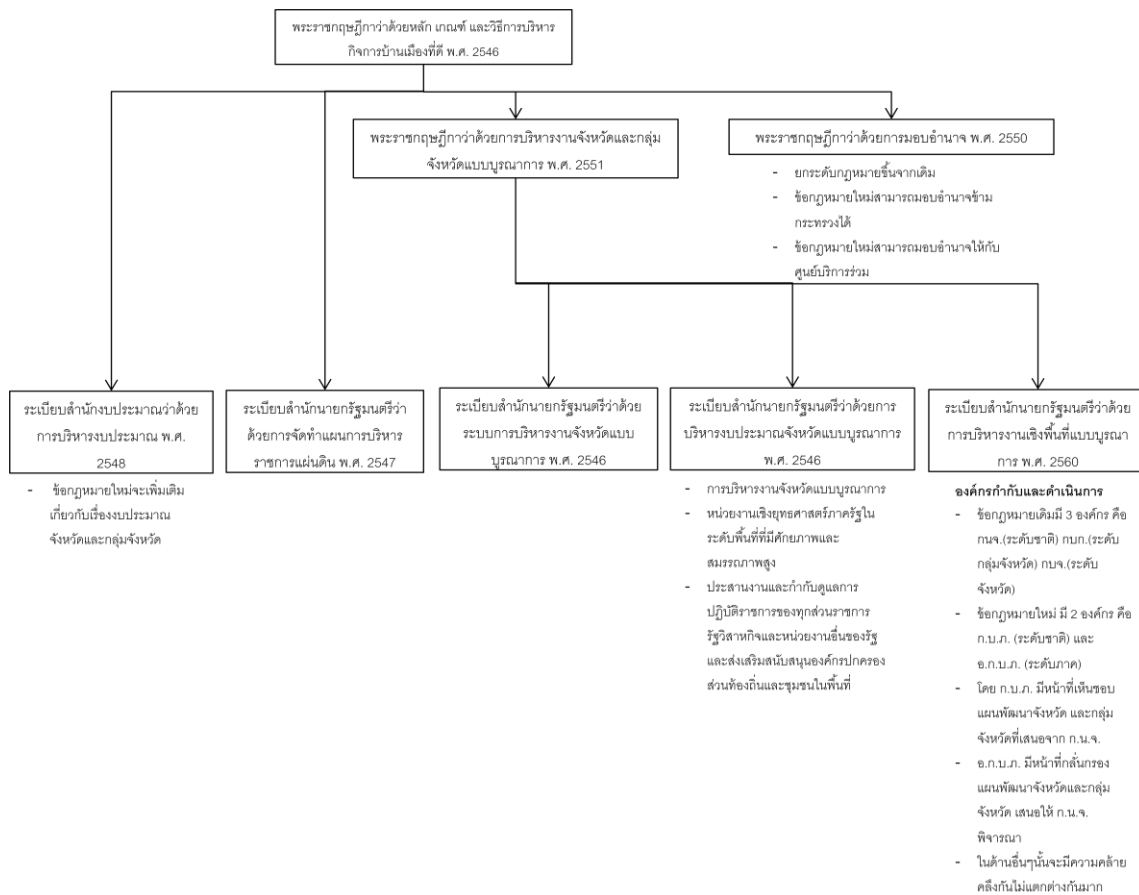 พระราชกฤษฎีกาว่าด้วยหลัก เกณฑ์ และวิธีการบริหาร
กิจการบ้านเมืองที่ดี พ.ศ. 2546
พระราชกฤษฎีกาว่าด้วยการบริหารงานจังหวัดและกลุ่ม
จังหวัดแบบบูรณาการ พ.ศ. 2551
พระราชกฤษฎีกาว่าด้วยการมอบอำนาจ พ.ศ. 2550
- ยกระดับกฎหมายขึ้นจากเดิม
- ข้อกฎหมายใหม่สามารถมอบอำนาจข้าม
กระทรวงได้
- ข้อกฎหมายใหม่สามารถมอบอำนาจให้กับ
ศูนย์บริการร่วม
ระเบียบสำนักงบประมาณว่าด้วย
การบริหารงบประมาณ พ.ศ.
2548
- ข้อกฎหมายใหม่จะเพิ่มเติม
เกี่ยวกับเรื่องงบประมาณ
จังหวัดและกลุ่มจังหวัด
ระเบียบสำนักนายกรัฐมนตรีว่า
ด้วยการจัดทำแผนการบริหาร
ราชการแผ่นดิน พ.ศ. 2547
ระเบียบสำนักนายกรัฐมนตรีว่าด้วย
ระบบการบริหารงานจังหวัดแบบ
บูรณาการ พ.ศ. 2546
ระเบียบสำนักนายกรัฐมนตรีว่าด้วยการ
บริหารงบประมาณจังหวัดแบบบูรณาการ
พ.ศ. 2546
- การบริหารงานจังหวัดแบบบูรณาการ
- หน่วยงานเชิงยุทธศาสตร์ภาครัฐใน
ระดับพื้นที่ที่มีศักยภาพและ
สมรรถภาพสูง
- ประสานงานและกำกับดูแลการ
ปฏิบัติราชการของทุกส่วนราชการ
รัฐวิสาหกิจและหน่วยงานอื่นของรัฐ
และส่งเสริมสนับสนุนองค์กรปกครอง
ส่วนท้องถิ่นและชุมชนในพื้นที่
ระเบียบสำนักนายกรัฐมนตรีว่าด้วย
การบริหารงานเชิงพื้นที่แบบบูรณา
การ พ.ศ. 2560
องค์กรกำกับและดำเนินการ
- ข้อกฎหมายเดิมมี 3 องค์กร คือ
กนจ.(ระดับชาติ) กบก.(ระดับ
กลุ่มจังหวัด) กบจ.(ระดับ
จังหวัด)
- ข้อกฎหมายใหม่ มี 2 องค์กร คือ
ก.บ.ภ. (ระดับชาติ) และ
อ.ก.บ.ภ. (ระดับภาค)
- โดย ก.บ.ภ. มีหน้าที่เห็นชอบ
แผนพัฒนาจังหวัด และกลุ่ม
จังหวัดที่เสนอจาก ก.น.จ.
- อ.ก.บ.ภ. มีหน้าที่กลั่นกรอง
แผนพัฒนาจังหวัดและกลุ่ม
จังหวัด เสนอให้ ก.น.จ.
พิจารณา
- ในด้านอื่นๆนั้นจะมีความคล้าย
คลึงกันไม่แตกต่างกันมาก